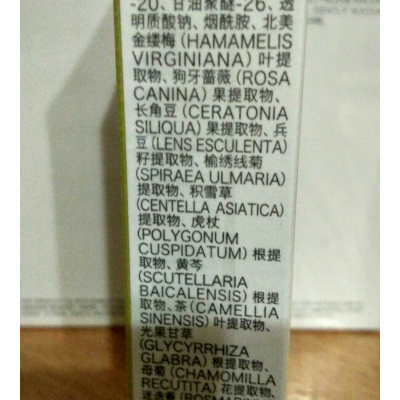 -20、甘油聚醚-26、透
明质酸钠、烟酰胺、北美
金缕梅 (HAMAMELIS
VIRGINIANA) 叶提
取物、狗牙蔷薇 (ROSA
CANINA) 果提取物、
长角豆 (CERATONIA
SILIQUA) 果提取物、兵
豆 (LENS ESCULENTA)
籽提取物、榆绣线菊
(SPIRAEA ULMARIA)
提取物、积雪草
(CENTELLA ASIATICA)
提取物、虎杖
(POLYGONUM
CUSPIDATUM) 根提
取物、黄芩
(SCUTELLARIA
BAICALENSIS) 根提
取物、茶 (CAMELLIA
SINENSIS) 叶提取物、
光果甘草
(GLYCYRRHIZA
GLABRA) 根提取物、
母菊 (CHAMOMILLA
RECUTITA) 花提取物、
迷迭香 (ROSMARINUS